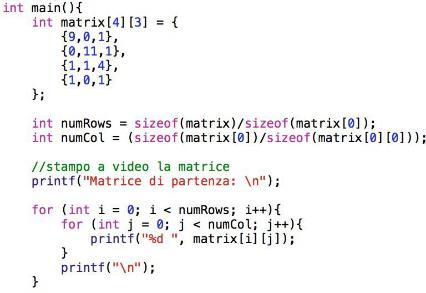 int main(){
    int matrix[4][3] = {
        {9,0,1},
        {0,11,1},
        {1,1,4},
        {1,0,1}
    };
    int numRows = sizeof(matrix)/sizeof(matrix[0]);
    int numCol = (sizeof(matrix[0])/sizeof(matrix[0][0]));
    //stampo a video la matrice
    printf("Matrice di partenza: \n");
    for (int i = 0; i < numRows; i++){
        for (int j = 0; j < numCol; j++){
            printf("%d ", matrix[i][j]);
        }
        printf("\n");
    }